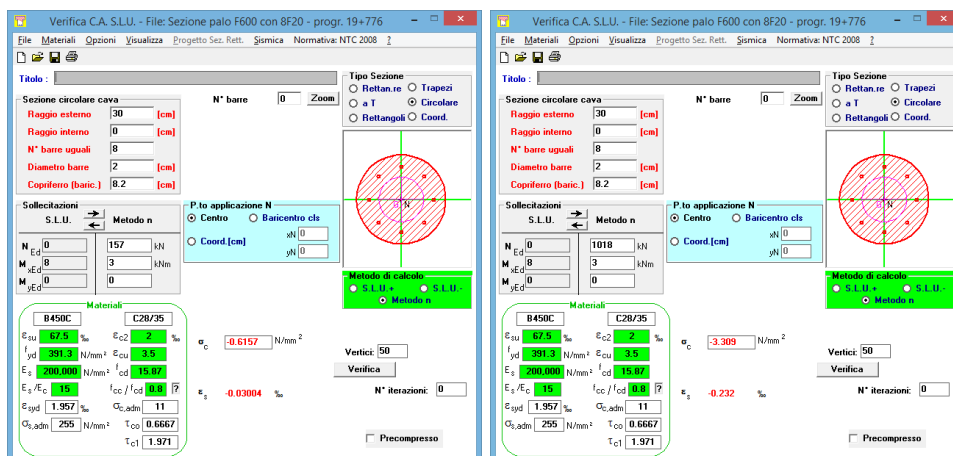 Verifica C.A. S.L.U. - File: Sezione palo F600 con 8F20 - progr. 19+776
File Materiali Opzioni Visualizza Progetto Sez. Rett. Sismica Normativa: NTC 2008 ?
Titolo :
Tipo Sezione
Rettan.re Trapezi
a T Circolare
Rettangoli Coord.
Sezione circolare cava
N° barre 0 Zoom
Raggio esterno 30 [cm]
Raggio interno 0 [cm]
N° barre uguali 8
Diametro barre 2 [cm]
Copriferro (baric.) 8.2 [cm]
N
Sollecitazioni
S.L.U. Metodo n
N Ed 0 157 kN
M xEd 8 3 kNm
M yEd 0 0
P.to applicazione N
Centro Baricentro cls
Coord.[cm] xN 0
yN 0
Metodo di calcolo
S.L.U.+ S.L.U.-
Metodo n
Materiali
B450C C28/35
εsu 67.5 ‰ εc2 2 ‰
fyd 391.3 N/mm² εcu 3.5
Es 200,000 N/mm² fcd 15.87
Es/Ec 15 fcc / fcd 0.8 ?
εsyd 1.957 ‰ σc,adm 11
σs,adm 255 N/mm² τco 0.6667
τc1 1.971
σc -0.6157 N/mm²
εs -0.03004 ‰
Vertici: 50
Verifica
N° iterazioni: 0
Precompresso
Verifica C.A. S.L.U. - File: Sezione palo F600 con 8F20 - progr. 19+776
File Materiali Opzioni Visualizza Progetto Sez. Rett. Sismica Normativa: NTC 2008 ?
Titolo :
Tipo Sezione
Rettan.re Trapezi
a T Circolare
Rettangoli Coord.
Sezione circolare cava
N° barre 0 Zoom
Raggio esterno 30 [cm]
Raggio interno 0 [cm]
N° barre uguali 8
Diametro barre 2 [cm]
Copriferro (baric.) 8.2 [cm]
N
Sollecitazioni
S.L.U. Metodo n
N Ed 0 1018 kN
M xEd 8 3 kNm
M yEd 0 0
P.to applicazione N
Centro Baricentro cls
Coord.[cm] xN 0
yN 0
Metodo di calcolo
S.L.U.+ S.L.U.-
Metodo n
Materiali
B450C C28/35
εsu 67.5 ‰ εc2 2 ‰
fyd 391.3 N/mm² εcu 3.5
Es 200,000 N/mm² fcd 15.87
Es/Ec 15 fcc / fcd 0.8 ?
εsyd 1.957 ‰ σc,adm 11
σs,adm 255 N/mm² τco 0.6667
τc1 1.971
σc -3.309 N/mm²
εs -0.232 ‰
Vertici: 50
Verifica
N° iterazioni: 0
Precompresso